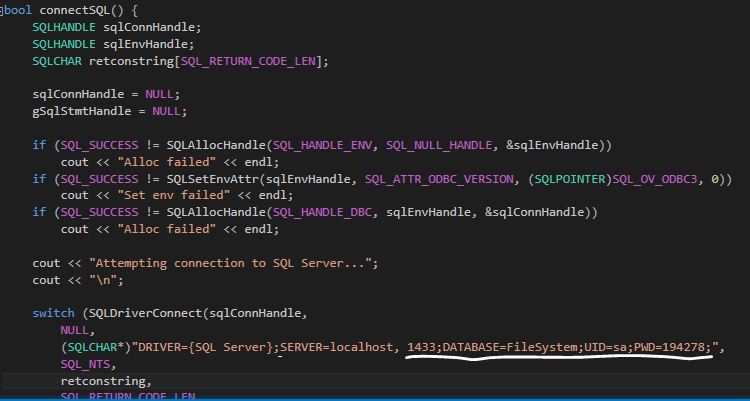 bool connectSQL() {
SQLHANDLE sqlConnHandle;
SQLHANDLE sqlEnvHandle;
SQLCHAR retconstring[SQL_RETURN_CODE_LEN];
sqlConnHandle = NULL;
gSqlStmtHandle = NULL;
if (SQL_SUCCESS != SQLAllocHandle(SQL_HANDLE_ENV, SQL_NULL_HANDLE, &sqlEnvHandle))
cout << "Alloc failed" << endl;
if (SQL_SUCCESS != SQLSetEnvAttr(sqlEnvHandle, SQL_ATTR_ODBC_VERSION, (SQLPOINTER)SQL_OV_ODBC3, 0))
cout << "Set env failed" << endl;
if (SQL_SUCCESS != SQLAllocHandle(SQL_HANDLE_DBC, sqlEnvHandle, &sqlConnHandle))
cout << "Alloc failed" << endl;
cout << "Attempting connection to SQL Server...";
cout << "\n";
switch (SQLDriverConnect(sqlConnHandle,
NULL,
(SQLCHAR*)"DRIVER={SQL Server};SERVER=localhost, 1433;DATABASE=FileSystem;UID=sa;PWD=194278;",
SQL_NTS,
retconstring,
SQL_RETURN_CODE_LEN